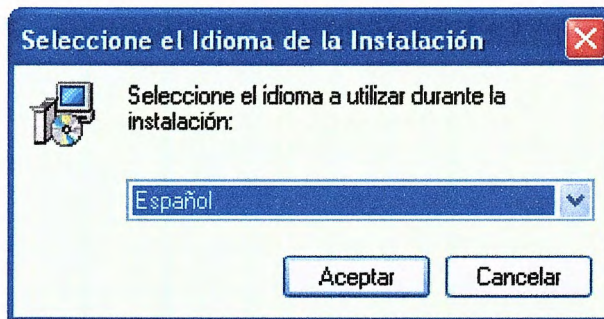 Seleccione el Idioma de la Instalación
Seleccione el idioma a utilizar durante la
instalación:
Español
Aceptar
Cancelar